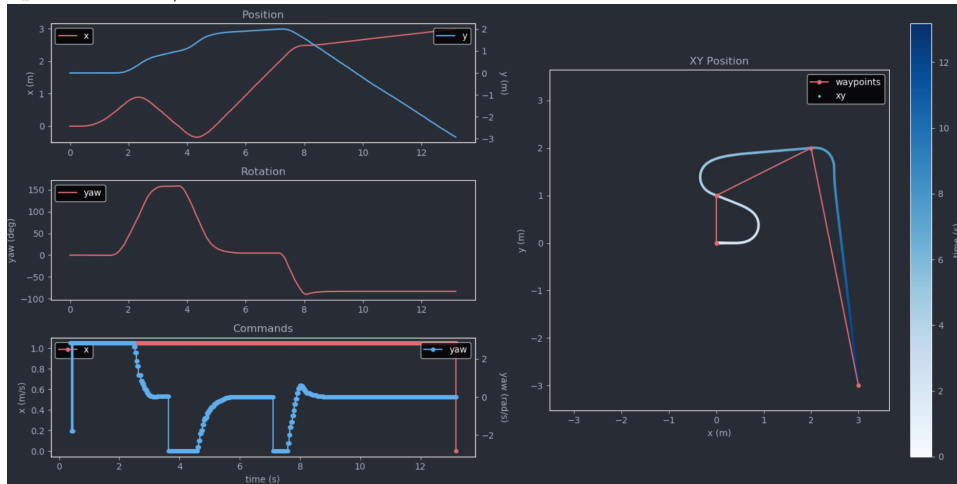 Position
x
y
3
2
1
0
x (m)
2
1
0
−1
−2
−3
y (m)
0 2 4 6 8 10 12
Rotation
yaw
150
100
50
0
−50
−100
yaw (deg)
0 2 4 6 8 10 12
Commands
x
yaw
1.0
0.8
0.6
0.4
0.2
0.0
x (m/s)
2
0
−2
yaw (rad/s)
0 2 4 6 8 10 12
time (s)
XY Position
waypoints
xy
3
2
1
0
−1
−2
−3
y (m)
−3 −2 −1 0 1 2 3
x (m)
12
10
8
6
4
2
0